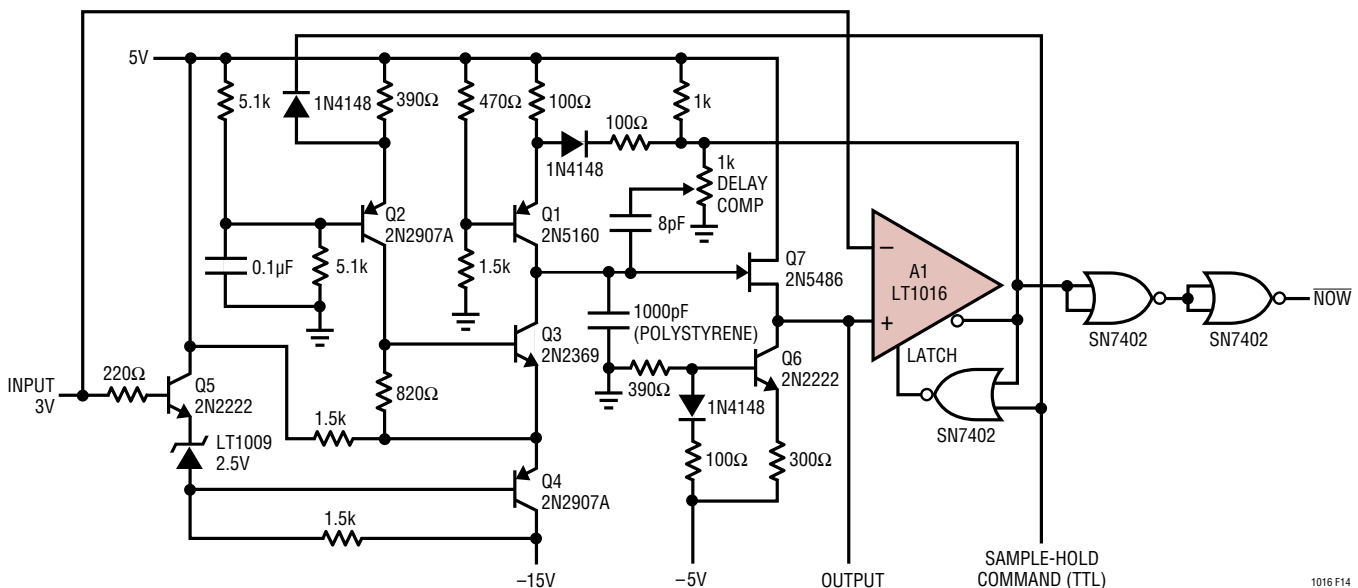 5V
5.1k
1N4148
390Ω
470Ω
100Ω
1k
100Ω
1N4148
1k
DELAY
COMP
Q2
2N2907A
Q1
2N5160
8pF
0.1µF
5.1k
1.5k
Q7
2N5486
A1
LT1016
−
+
LATCH
NOW
SN7402
SN7402
SN7402
1000pF
(POLYSTYRENE)
Q3
2N2369
Q6
2N2222
INPUT
3V
220Ω
Q5
2N2222
820Ω
390Ω
1N4148
LT1009
2.5V
1.5k
100Ω
300Ω
Q4
2N2907A
1.5k
–15V
–5V
OUTPUT
SAMPLE-HOLD
COMMAND (TTL)
1016 F14